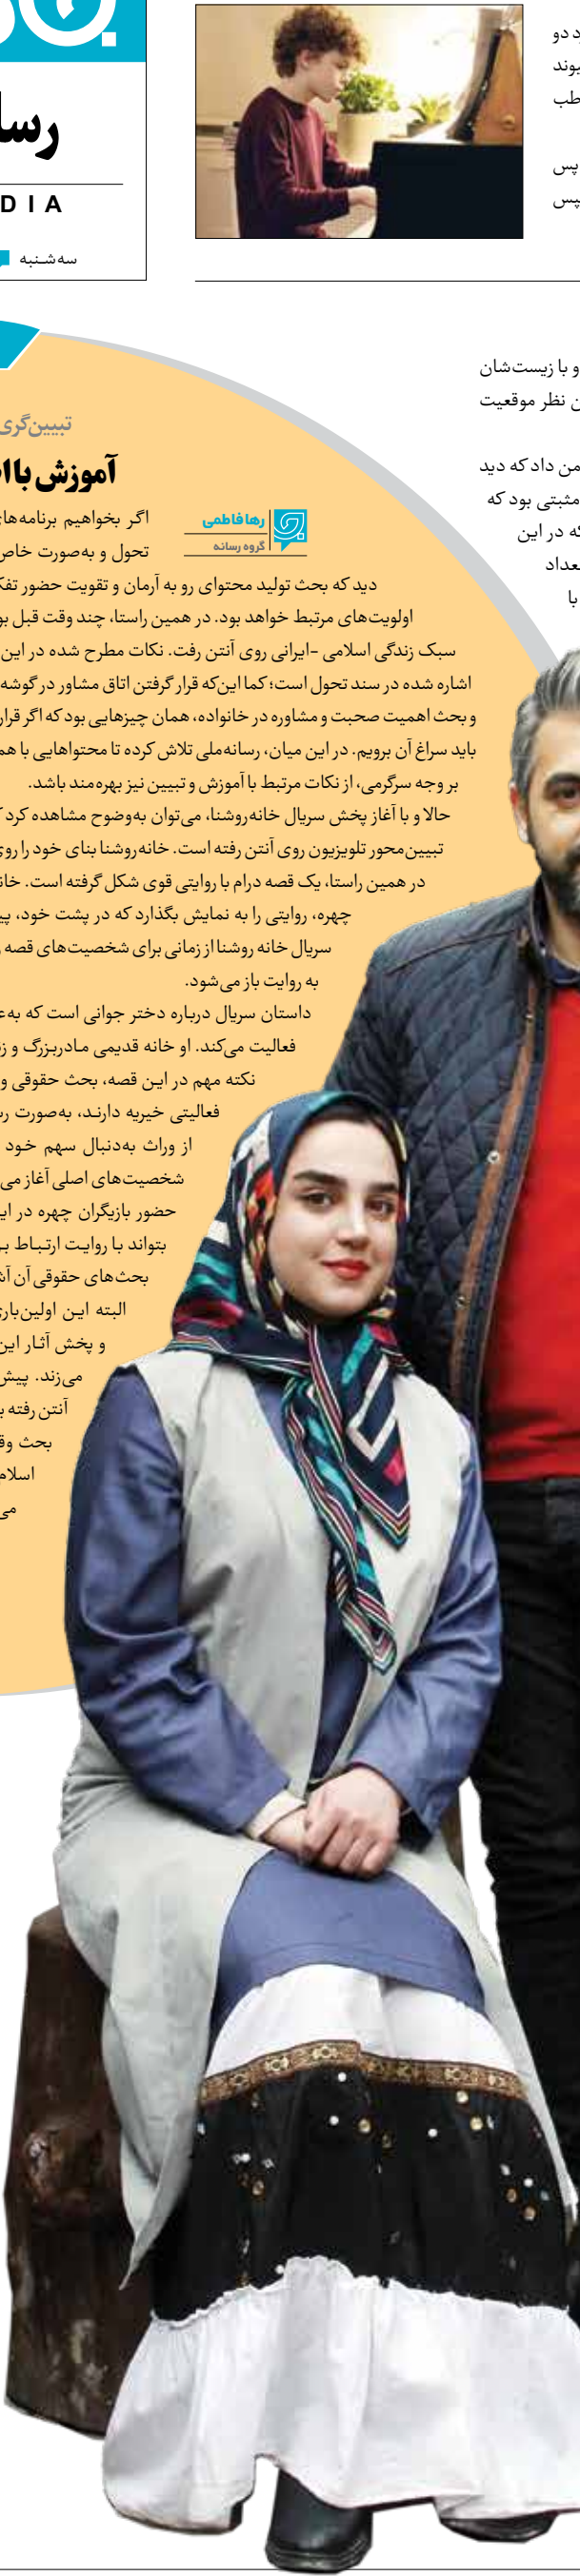 رسا
DIA
سه‌شنبه
د دو
یوند
طب
پس
پس
و با زیست‌شان
ن نظر موقعیت
من داد که دید
مثبتی بود که
که در این
عداد
با
تبیین‌گری
آموزش با
رها فاطمی
گروه رسانه
اگر بخواهیم برنامه‌های
تحول و به‌صورت خاص
دید که بحث تولید محتوای رو به آرمان و تقویت حضور تفک
اولویت‌های مرتبط خواهد بود. در همین راستا، چند وقت قبل بو
سبک زندگی اسلامی -ایرانی روی آنتن رفت. نکات مطرح شده در این
اشاره شده در سند تحول است؛ کما این‌که قرار گرفتن اتاق مشاور در گوشه
و بحث اهمیت صحبت و مشاوره در خانواده، همان چیزهایی بود که اگر قرار
باید سراغ آن برویم. در این میان، رسانه‌ملی تلاش کرده تا محتواهایی با هم
بر وجه سرگرمی، از نکات مرتبط با آموزش و تبیین نیز بهره‌مند باشد.
حالا و با آغاز پخش سریال خانه‌روشنا، می‌توان به‌وضوح مشاهده کرد ک
تبیین‌محور تلویزیون روی آنتن رفته است. خانه‌روشنا بنای خود را روی
در همین راستا، یک قصه درام با روایتی قوی شکل گرفته است. خان
چهره، روایتی را به نمایش بگذارد که در پشت خود، پی
سریال خانه روشنا از زمانی برای شخصیت‌های قصه
به روایت باز می‌شود.
داستان سریال درباره دختر جوانی است که به‌ع
فعالیت می‌کند. او خانه قدیمی مادربزرگ و ز
نکته مهم در این قصه، بحث حقوقی و
فعالیتی خیریه دارند، به‌صورت ر
از وراث به‌دنبال سهم خود
شخصیت‌های اصلی آغاز می
حضور بازیگران چهره در ای
بتواند با روایت ارتباط ب
بحث‌های حقوقی آن آش
البته این اولین‌باری
و پخش آثار این
می‌زند. پیش
آنتن رفته ب
بحث وق
اسلام
می